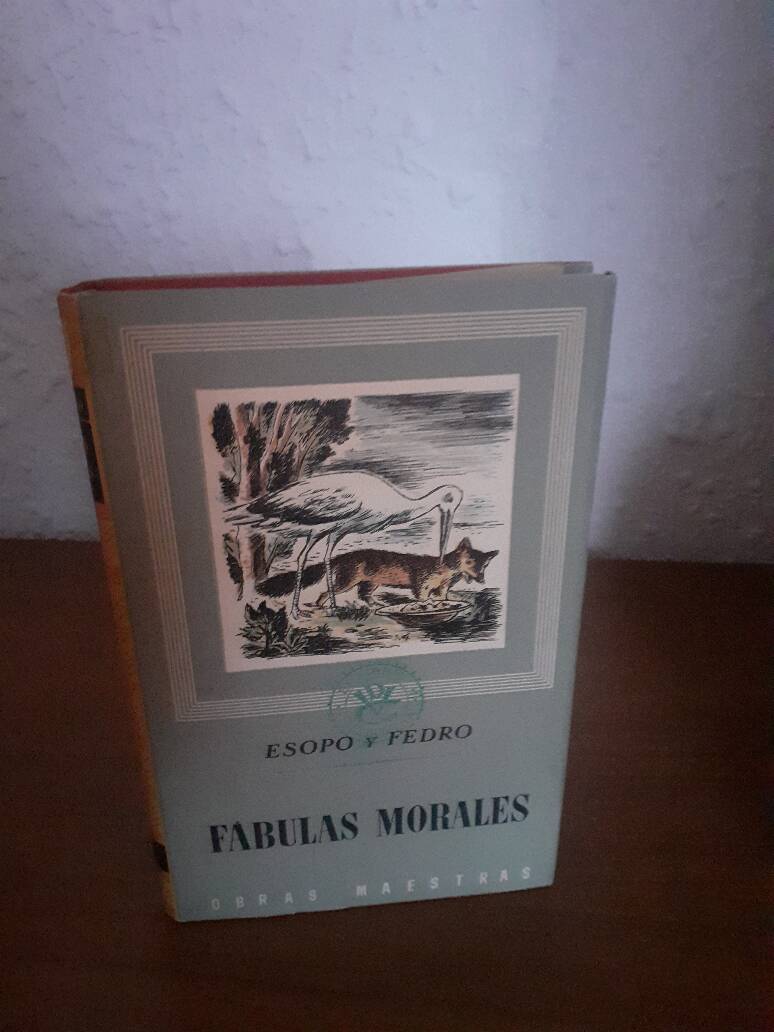 ESOPO Y FEDRO
FÁBULAS MORALES
OBRAS MAESTRAS